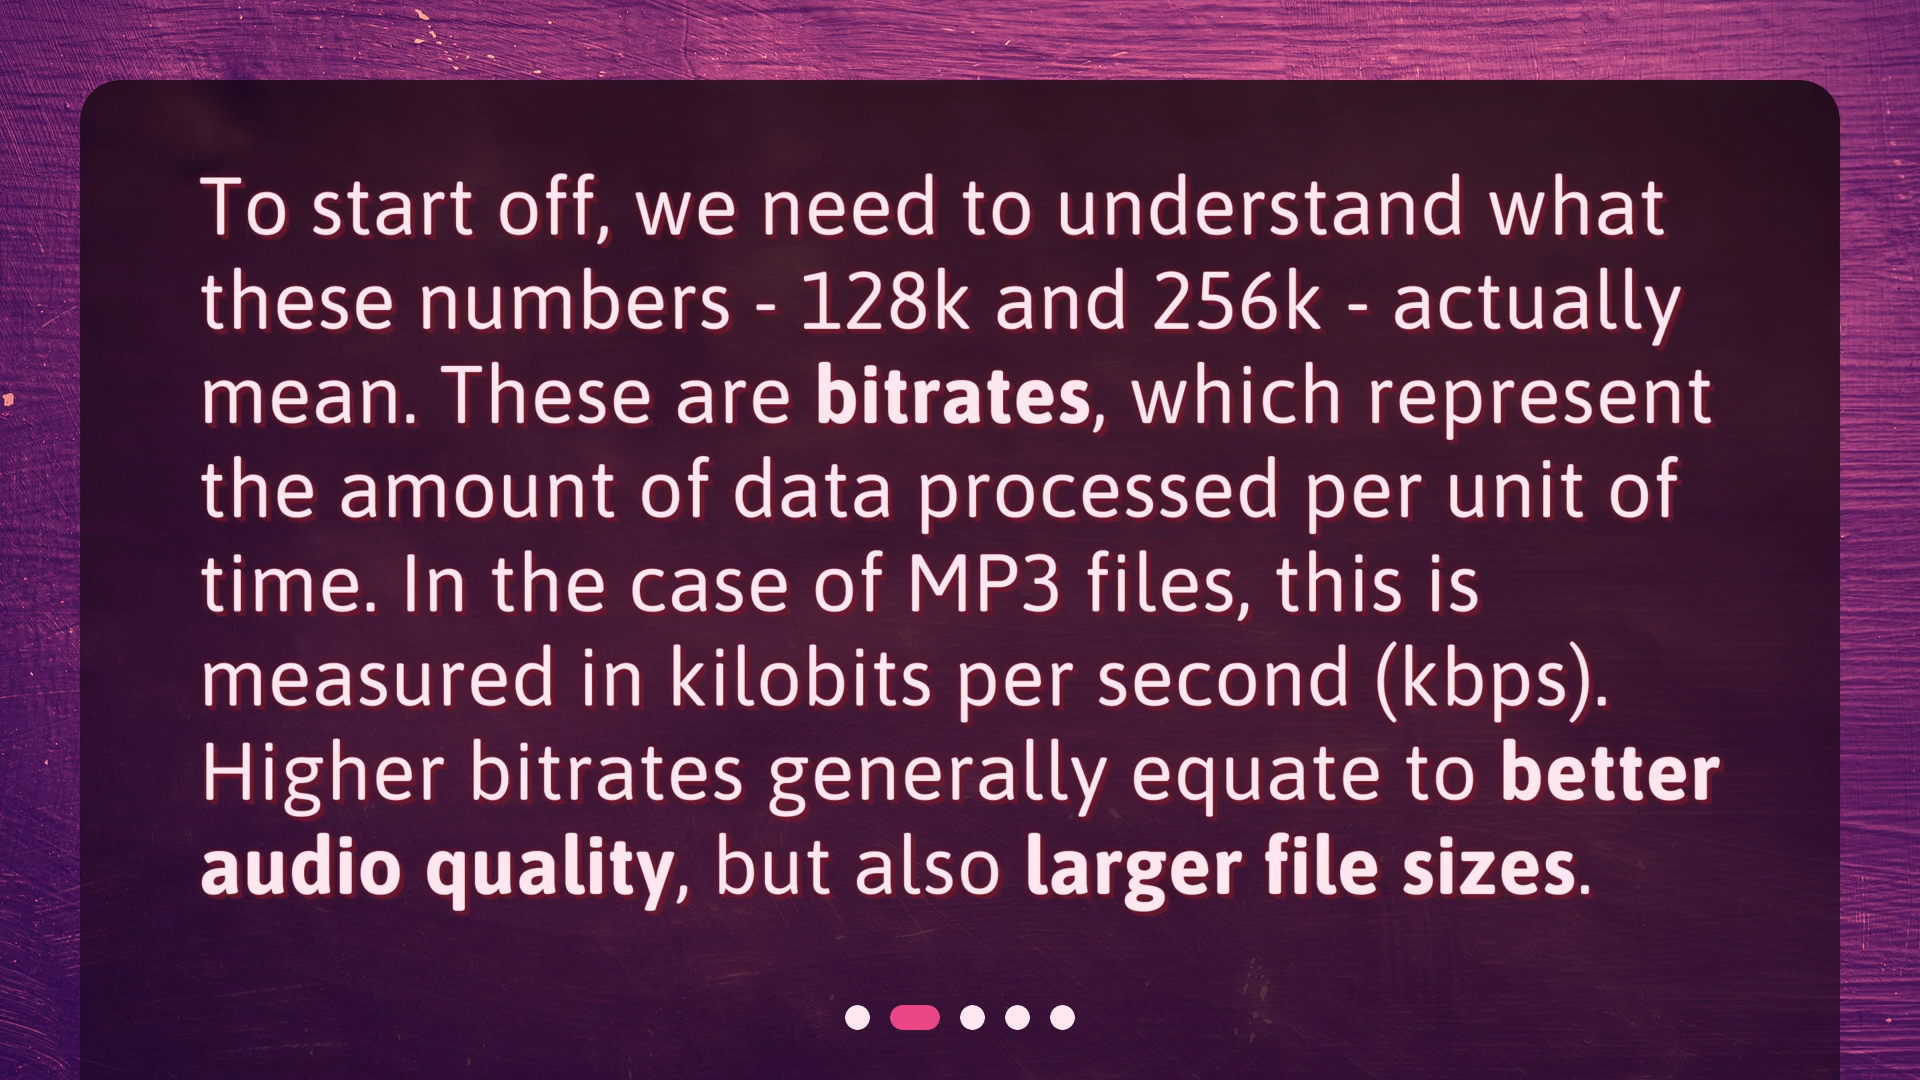 To start off, we need to understand what
these numbers - 128k and 256k - actually
mean. These are bitrates, which represent
the amount of data processed per unit of
time. In the case of MP3 files, this is
measured in kilobits per second (kbps).
Higher bitrates generally equate to better
audio quality, but also larger file sizes.